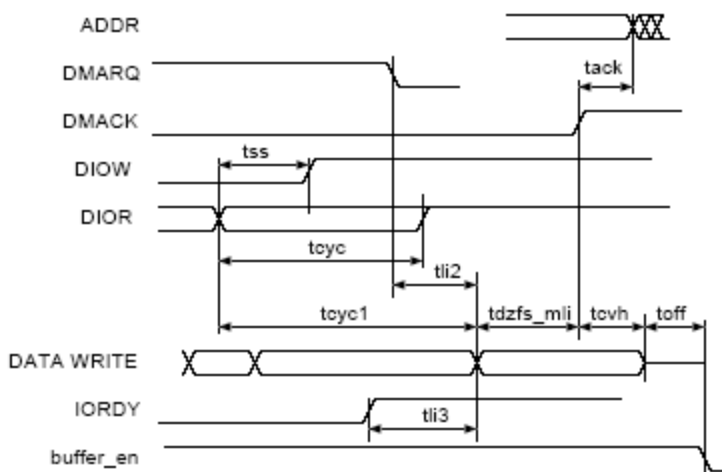 ADDR
DMARQ
tack
DMACK
tss
DIOW
DIOR
tcyc
tli2
tcyc1
tdzfs_mli
tcvh
toff
DATA WRITE
IORDY
tli3
buffer_en